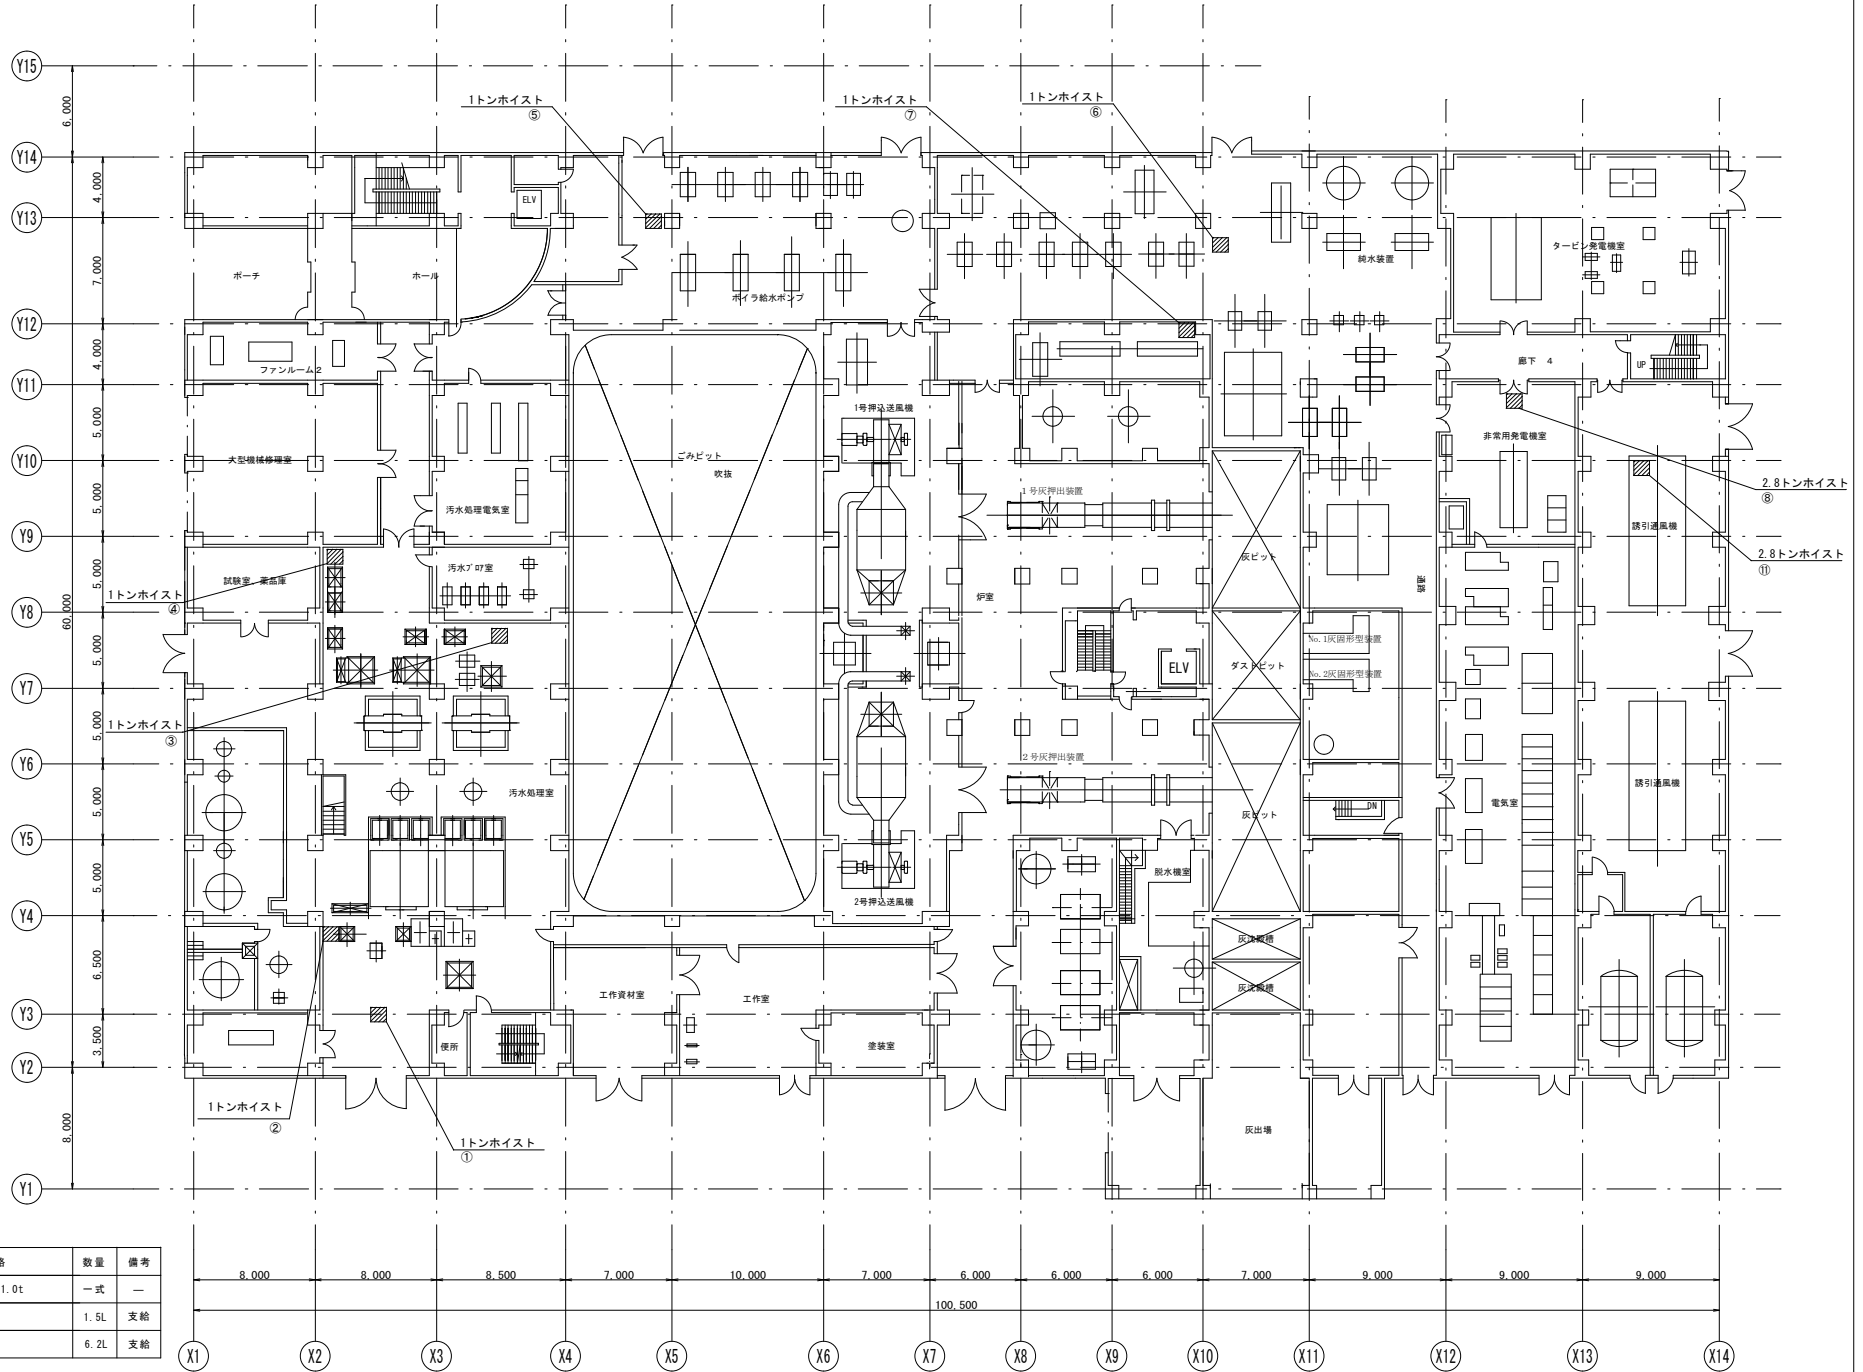 Y15
6,000
1トンホイスト
⑤
1トンホイスト
⑦
1トンホイスト
⑥
Y14
4,000
ELV
Y13
7,000
ポーチ
ホール
ボイラ給水ポンプ
純水装置
タービン発電機室
Y12
4,000
ファンルーム2
廊下 4
UP
Y11
5,000
1号押込送風機
非常用発電機室
Y10
大型機械修理室
ごみピット
吹抜
2.8トンホイスト
⑧
5,000
1号灰押出装置
汚水処理電気室
誘引通風機
Y9
灰ピット
2.8トンホイスト
⑪
5,000
試験室、薬品庫
汚水ブロワ室
炉室
通路
1トンホイスト
④
Y8
60,000
5,000
No.1灰固形型装置
ELV
ダストピット
No.2灰固形型装置
Y7
1トンホイスト
③
5,000
2号灰押出装置
Y6
誘引通風機
5,000
汚水処理室
電気室
DN
灰ピット
Y5
5,000
脱水機室
2号押込送風機
Y4
6,500
灰沈殿槽
灰沈殿槽
工作資材室
工作室
Y3
3,500
便所
塗装室
Y2
1トンホイスト
②
8,000
灰出場
1トンホイスト
①
Y1
格 数量 備考
1.0t 一式 —
1.5L 支給
6.2L 支給
8,000 8,000 8,500 7,000 10,000 7,000 6,000 6,000 6,000 7,000 9,000 9,000 9,000
100,500
X1 X2 X3 X4 X5 X6 X7 X8 X9 X10 X11 X12 X13 X14